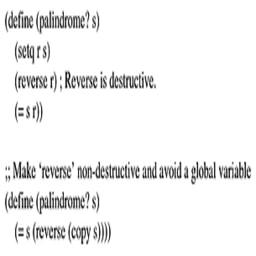 (define (palindrome? s)
(setq r s)
(reverse r) ; Reverse is destructive.
(= s r))
;; Make ‘reverse’ non-destructive and avoid a global variable
(define (palindrome? s)
(= s (reverse (copy s))))